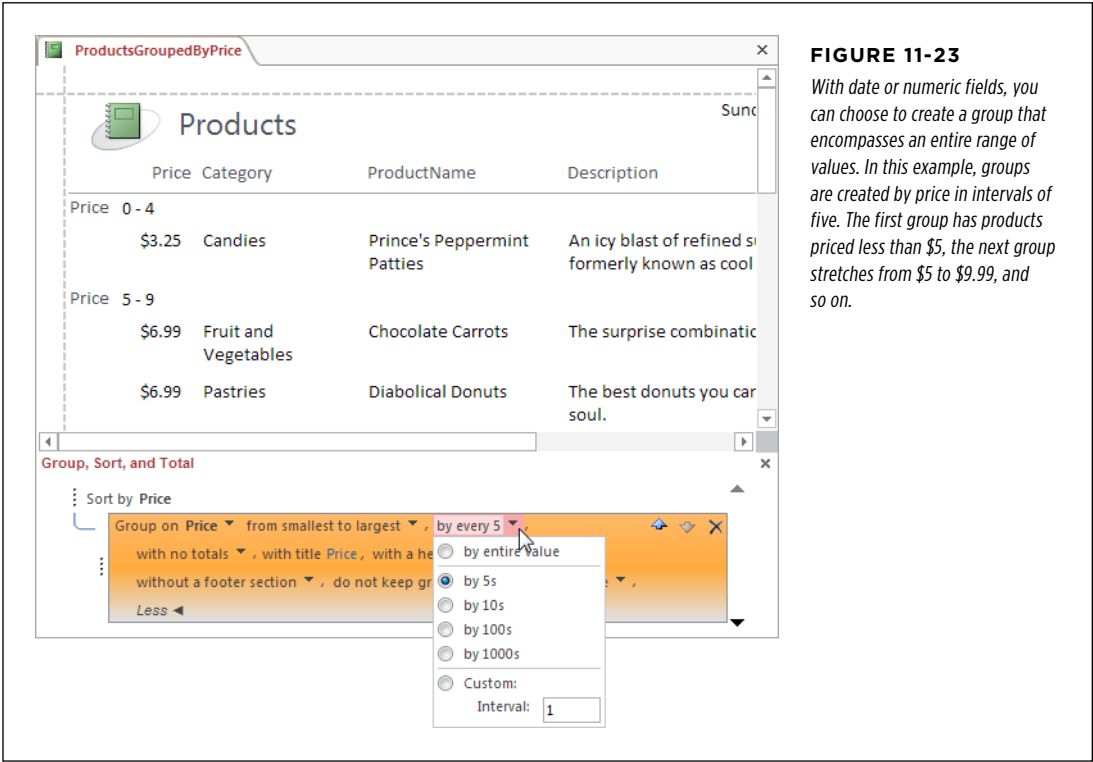 ProductsGroupedByPrice
Products
Sund
Price Category ProductName Description
Price 0 - 4
$3.25 Candies Prince's Peppermint An icy blast of refined
Patties formerly known as cool
Price 5 - 9
$6.99 Fruit and Chocolate Carrots The surprise
Vegetables
$6.99 Pastries Diabolical Donuts The best donuts you
soul.
Group, Sort, and Total
Sort by Price
Group on Price from smallest to largest , by every 5 ,
with no totals , with title Price , with a he
by entire value
without a footer section , do not keep gr
by 5s
Less
by 10s
by 100s
by 1000s
Custom:
Interval: 1
FIGURE 11-23
With date or numeric fields, you
can choose to create a group that
encompasses an entire range of
values. In this example, groups
are created by price in intervals of
five. The first group has products
priced less than $5, the next group
stretches from $5 to $9.99, and
so on.